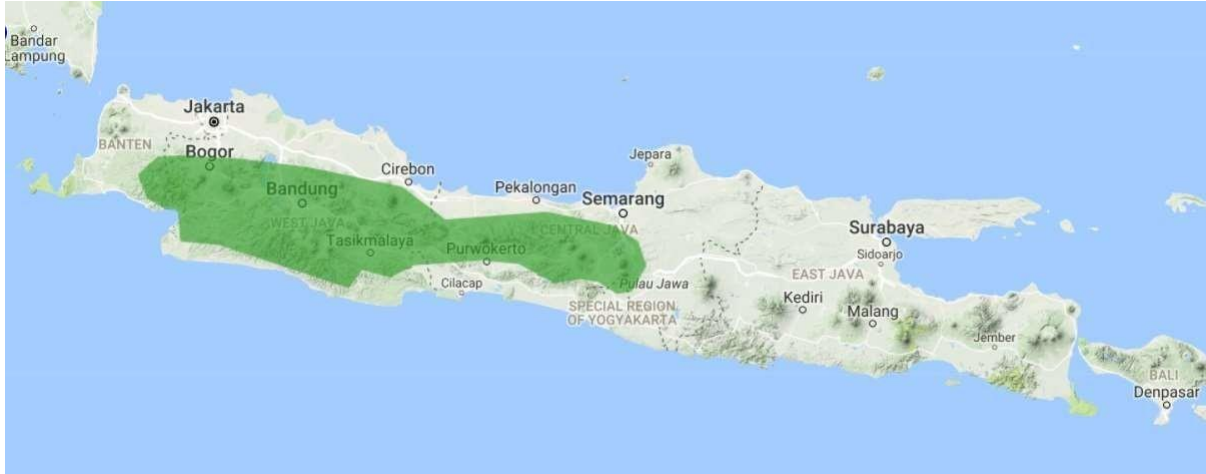 Bandar
Lampung
Jakarta
BANTEN
Bogor
Cirebon
Jepara
Bandung
Pekalongan
Semarang
WEST JAVA
CENTRAL JAVA
Surabaya
Tasikmalaya
Purwokerto
Sidoarjo
EAST JAVA
Cilacap
Pulau Jawa
Kediri
SPECIAL REGION
OF YOGYAKARTA
Malang
Jember
BALI
Denpasar